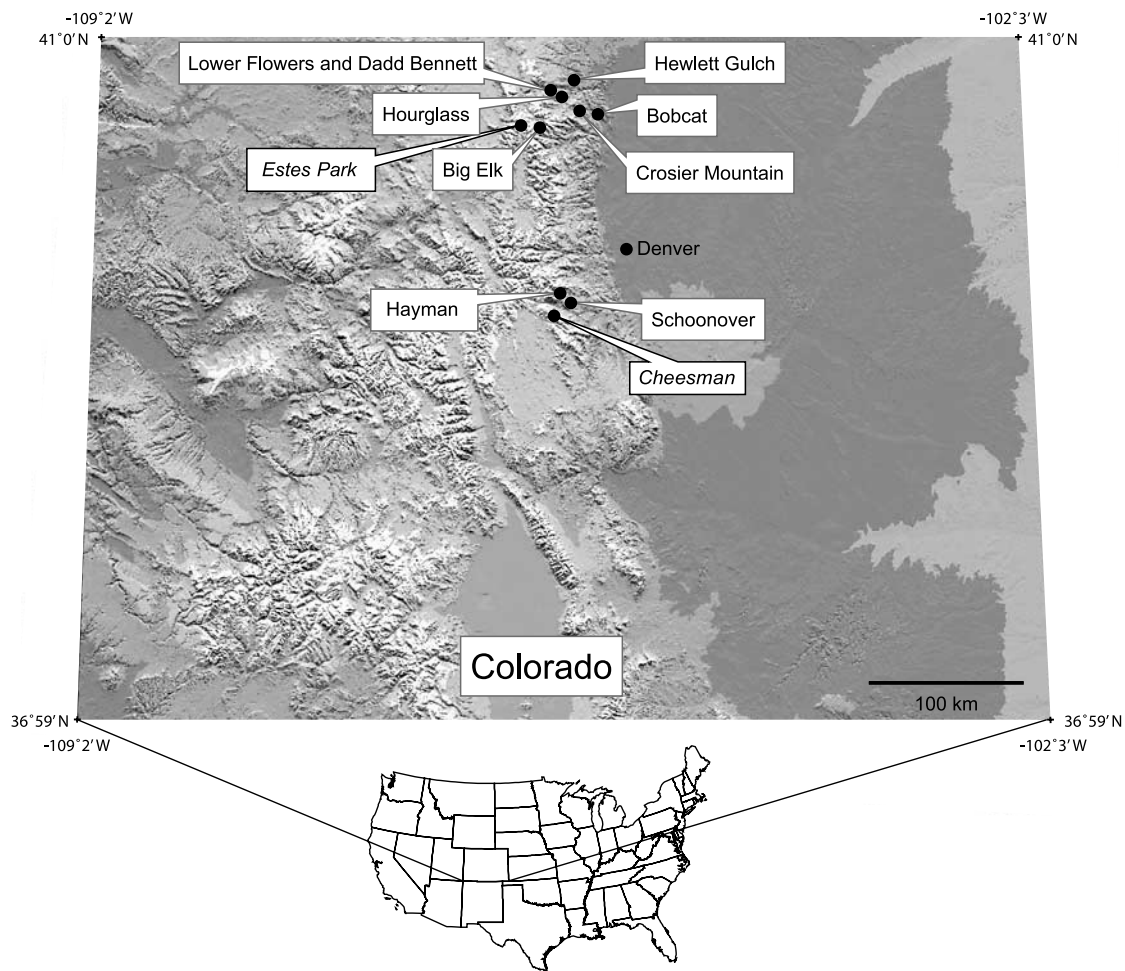 -109˚2΄W
-102˚3΄W
41˚0΄N
41˚0΄N
Lower Flowers and Dadd Bennett
Hewlett Gulch
Hourglass
Bobcat
Estes Park
Big Elk
Crosier Mountain
Denver
Hayman
Schoonover
Cheesman
Colorado
100 km
36˚59΄N
36˚59΄N
-109˚2΄W
-102˚3΄W